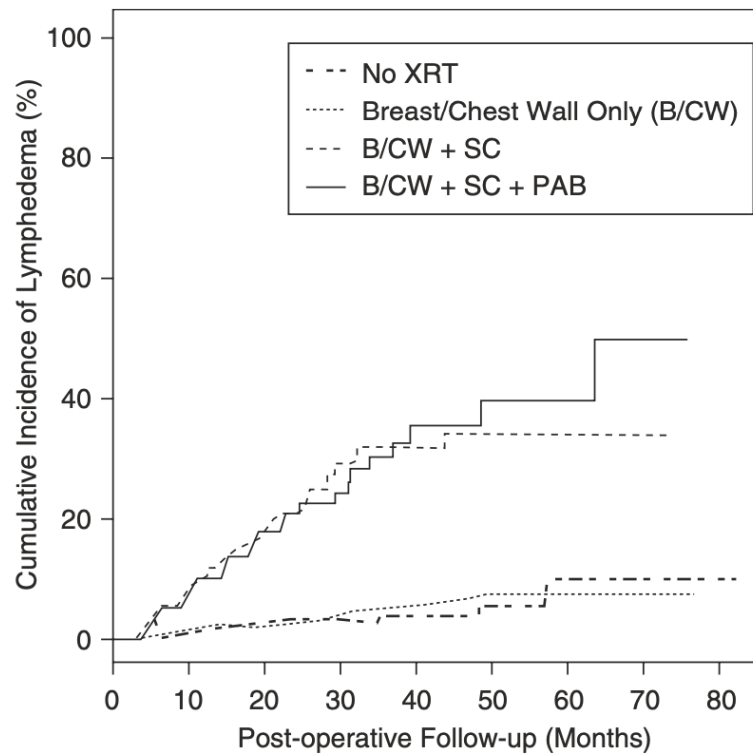 100
80
60
40
20
0
Cumulative Incidence of Lymphedema (%)
No XRT
Breast/Chest Wall Only (B/CW)
B/CW + SC
B/CW + SC + PAB
0 10 20 30 40 50 60 70 80
Post-operative Follow-up (Months)